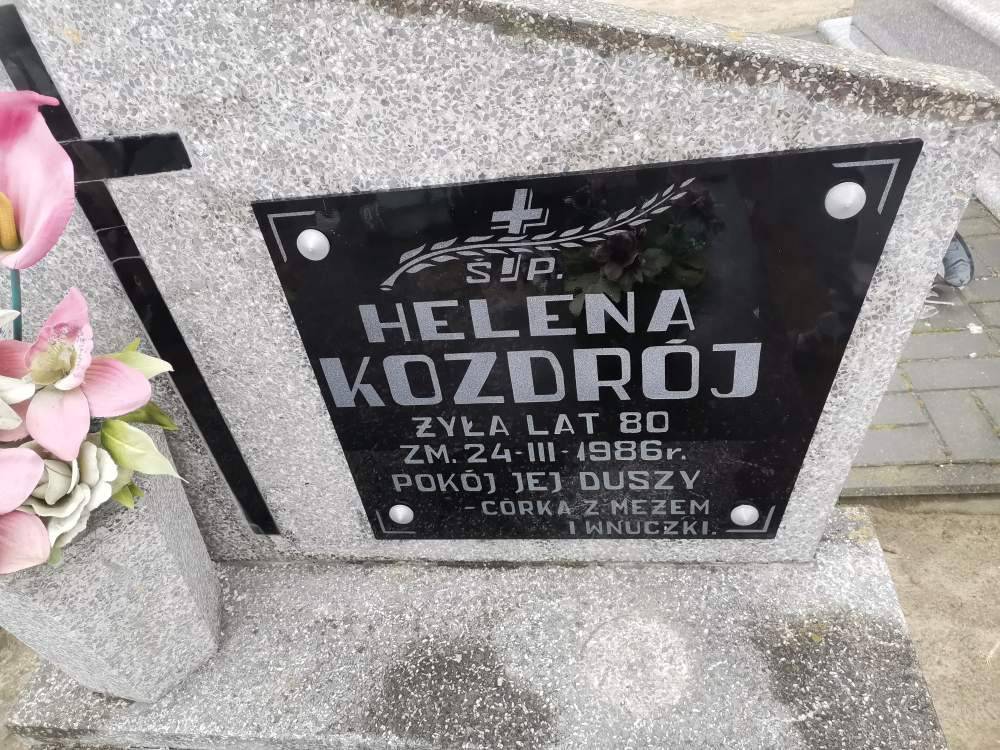 Ś P.
HELENA
KOZDRÓJ
ŻYŁA LAT 80
ZM. 24-III-1986r.
POKÓJ JEJ DUSZY
-CÓRKA Z MĘŻEM
I WNUCZKI.